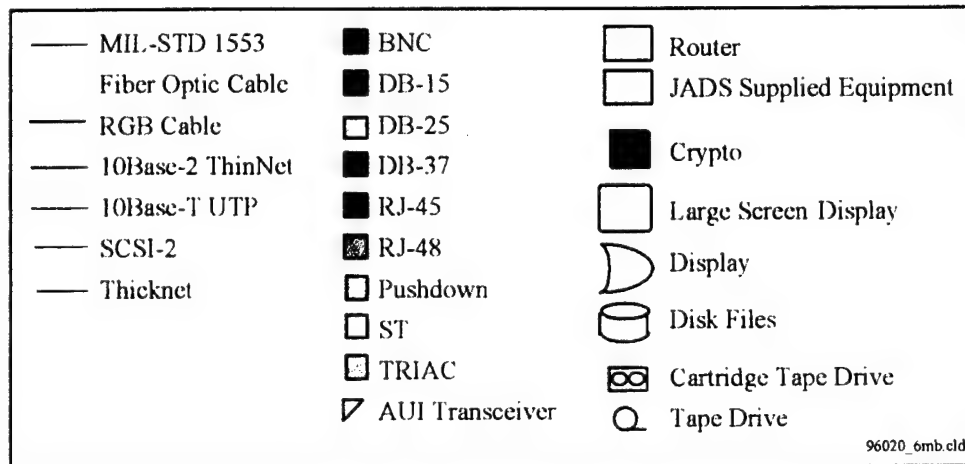 MIL-STD 1553
Fiber Optic Cable
RGB Cable
10Base-2 ThinNet
10Base-T UTP
SCSI-2
Thicknet
BNC
DB-15
DB-25
DB-37
RJ-45
RJ-48
Pushdown
ST
TRIAC
AUI Transceiver
Router
JADS Supplied Equipment
Crypto
Large Screen Display
Display
Disk Files
Cartridge Tape Drive
Tape Drive
96020_6mb.cld